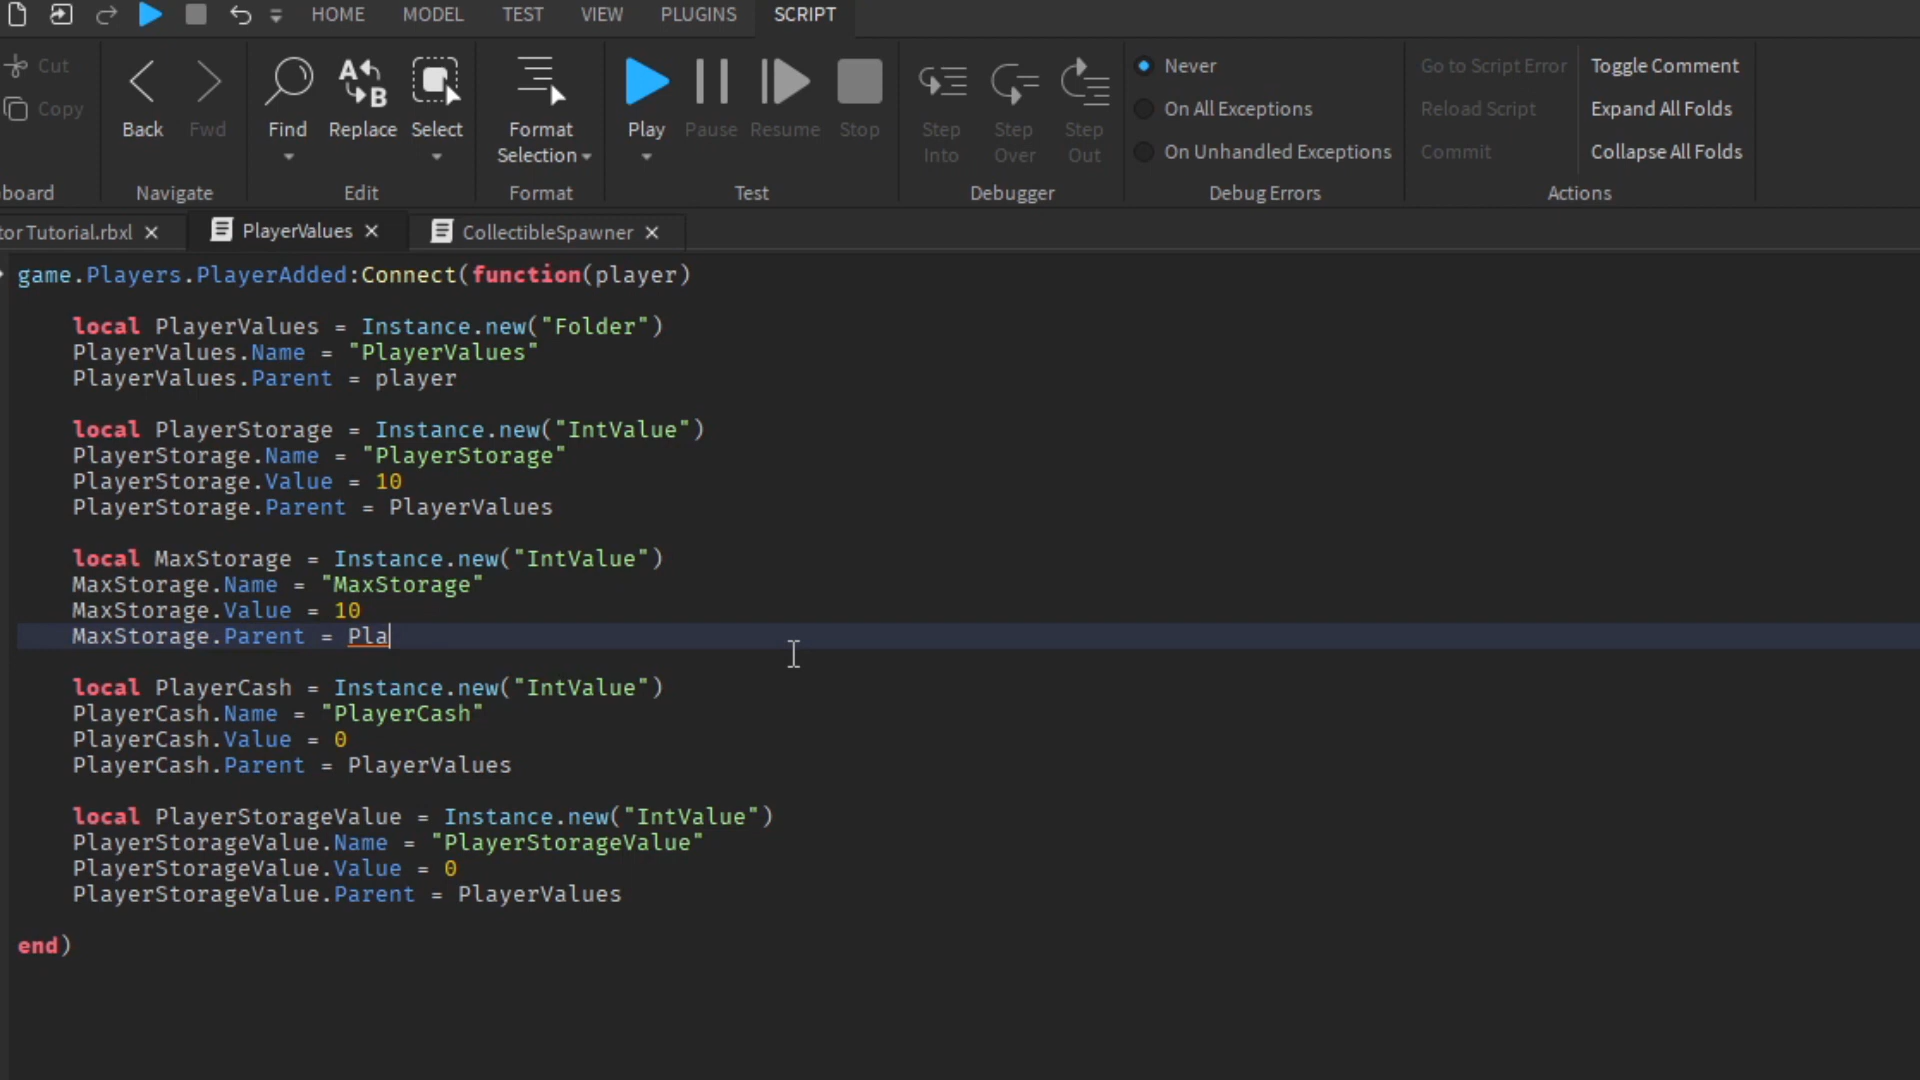 HOME MODEL TEST VIEW PLUGINS SCRIPT
Cut
Copy
board
Back
Fwd
Navigate
Find
Replace
Select
Edit
Format
Selection
Format
Play
Pause
Resume
Stop
Test
Step
Into
Step
Over
Step
Out
Debugger
Never
On All Exceptions
On Unhandled Exceptions
Debug Errors
Go to Script Error
Reload Script
Commit
Toggle Comment
Expand All Folds
Collapse All Folds
Actions
tor Tutorial.rbxl
PlayerValues
CollectibleSpawner
game.Players.PlayerAdded:Connect(function(player)
local PlayerValues = Instance.new("Folder")
PlayerValues.Name = "PlayerValues"
PlayerValues.Parent = player
local PlayerStorage = Instance.new("IntValue")
PlayerStorage.Name = "PlayerStorage"
PlayerStorage.Value = 10
PlayerStorage.Parent = PlayerValues
local MaxStorage = Instance.new("IntValue")
MaxStorage.Name = "MaxStorage"
MaxStorage.Value = 10
MaxStorage.Parent = Pla
local PlayerCash = Instance.new("IntValue")
PlayerCash.Name = "PlayerCash"
PlayerCash.Value = 0
PlayerCash.Parent = PlayerValues
local PlayerStorageValue = Instance.new("IntValue")
PlayerStorageValue.Name = "PlayerStorageValue"
PlayerStorageValue.Value = 0
PlayerStorageValue.Parent = PlayerValues
end)